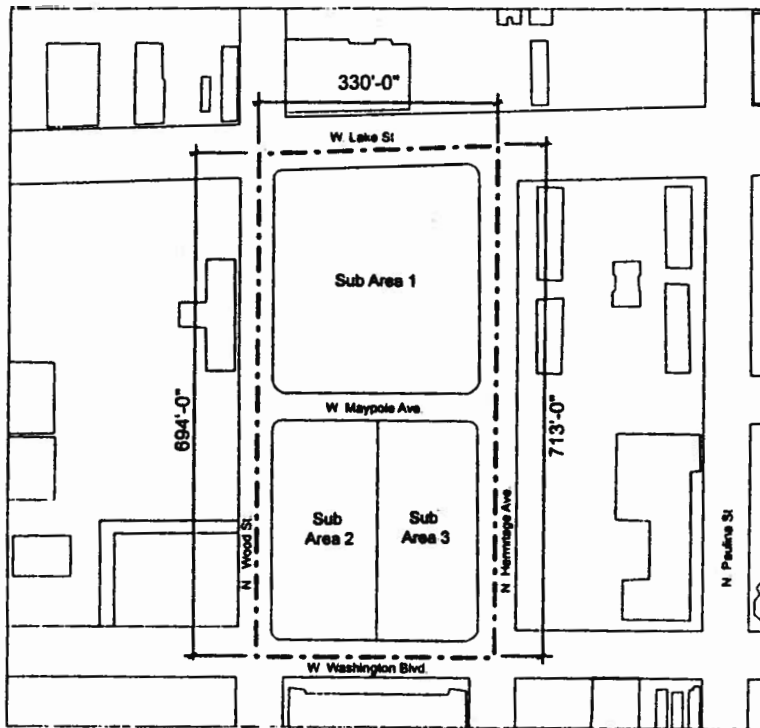 330'-0"
W. Lake St
Sub Area 1
W Maypole Ave.
694'-0"
713'-0"
Sub
Area 2
Sub
Area 3
N Wood St.
N Hermitage Ave.
N. Paulina St
W Washington Blvd.